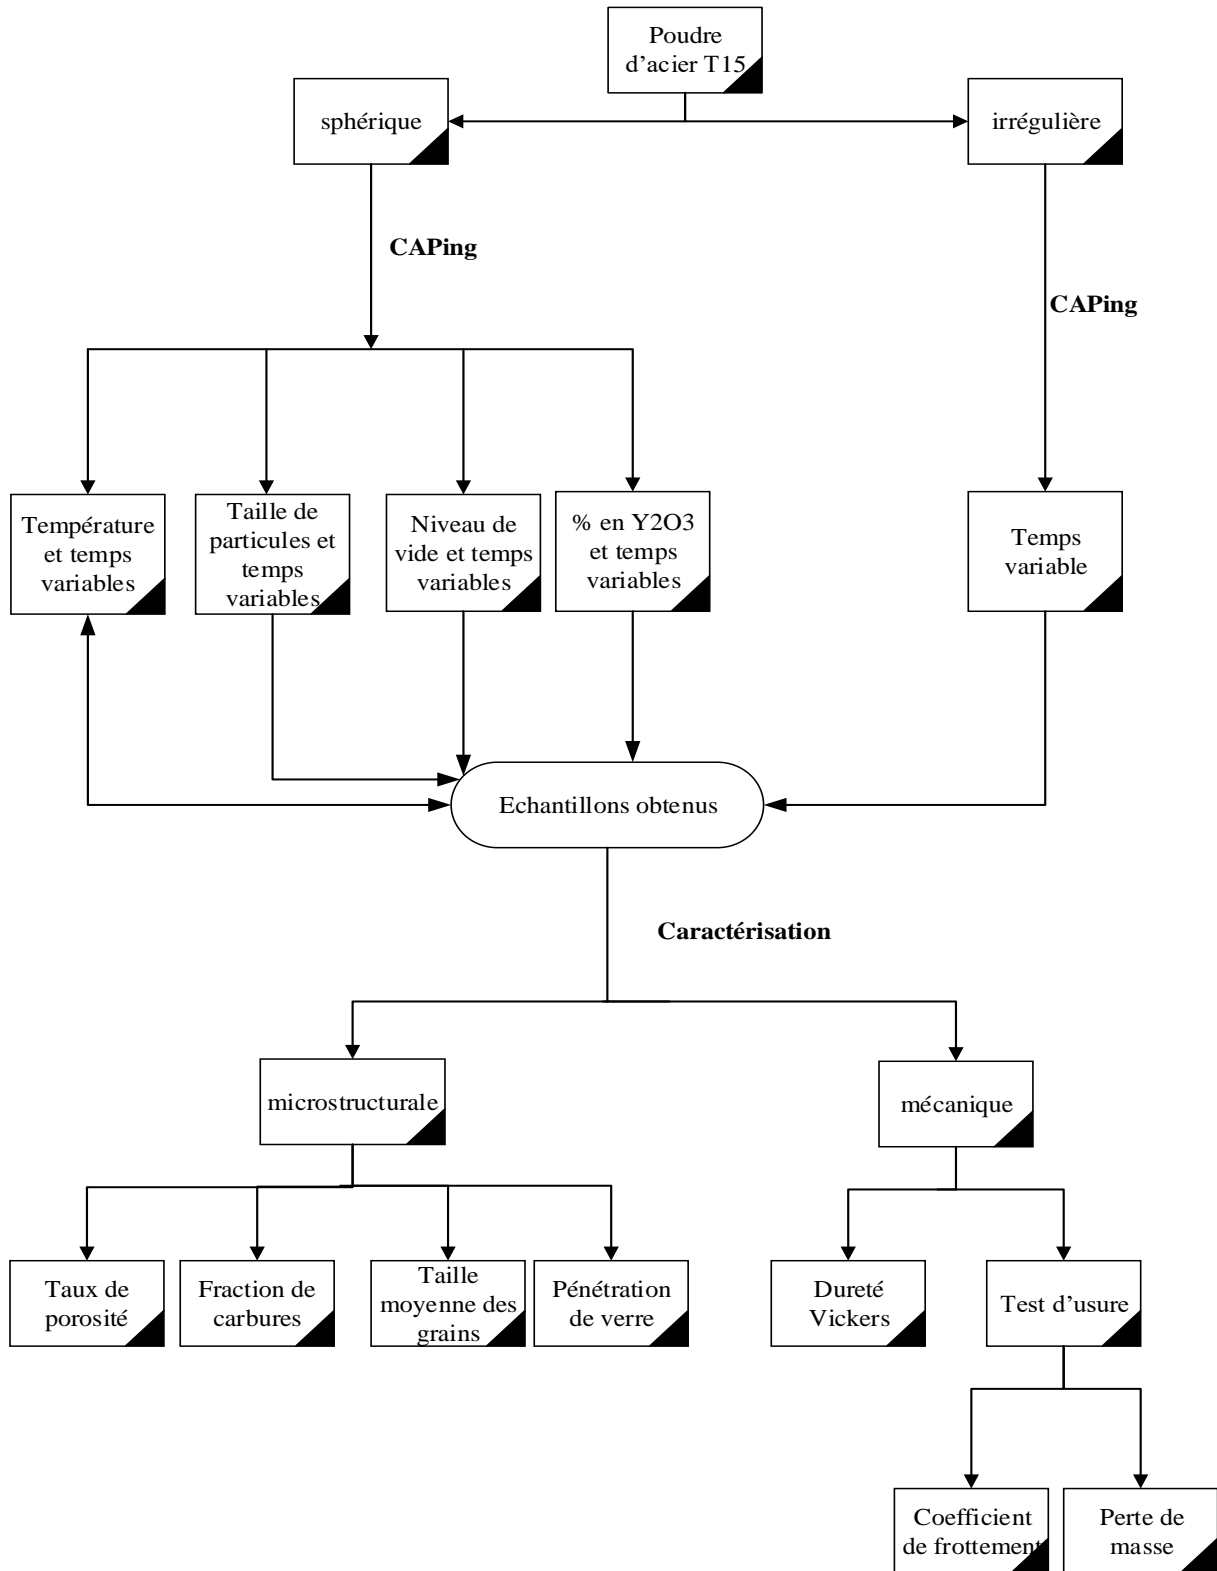 Poudre
d'acier T15
sphérique
irrégulière
CAPing
CAPing
Température
et temps
variables
Taille de
particules et
temps
variables
Niveau de
vide et temps
variables
% en Y2O3
et temps
variables
Temps
variable
Echantillons obtenus
Caractérisation
microstructurale
mécanique
Taux de
porosité
Fraction de
carbures
Taille
moyenne des
grains
Pénétration
de verre
Dureté
Vickers
Test d'usure
Coefficient
de frottement
Perte de
masse